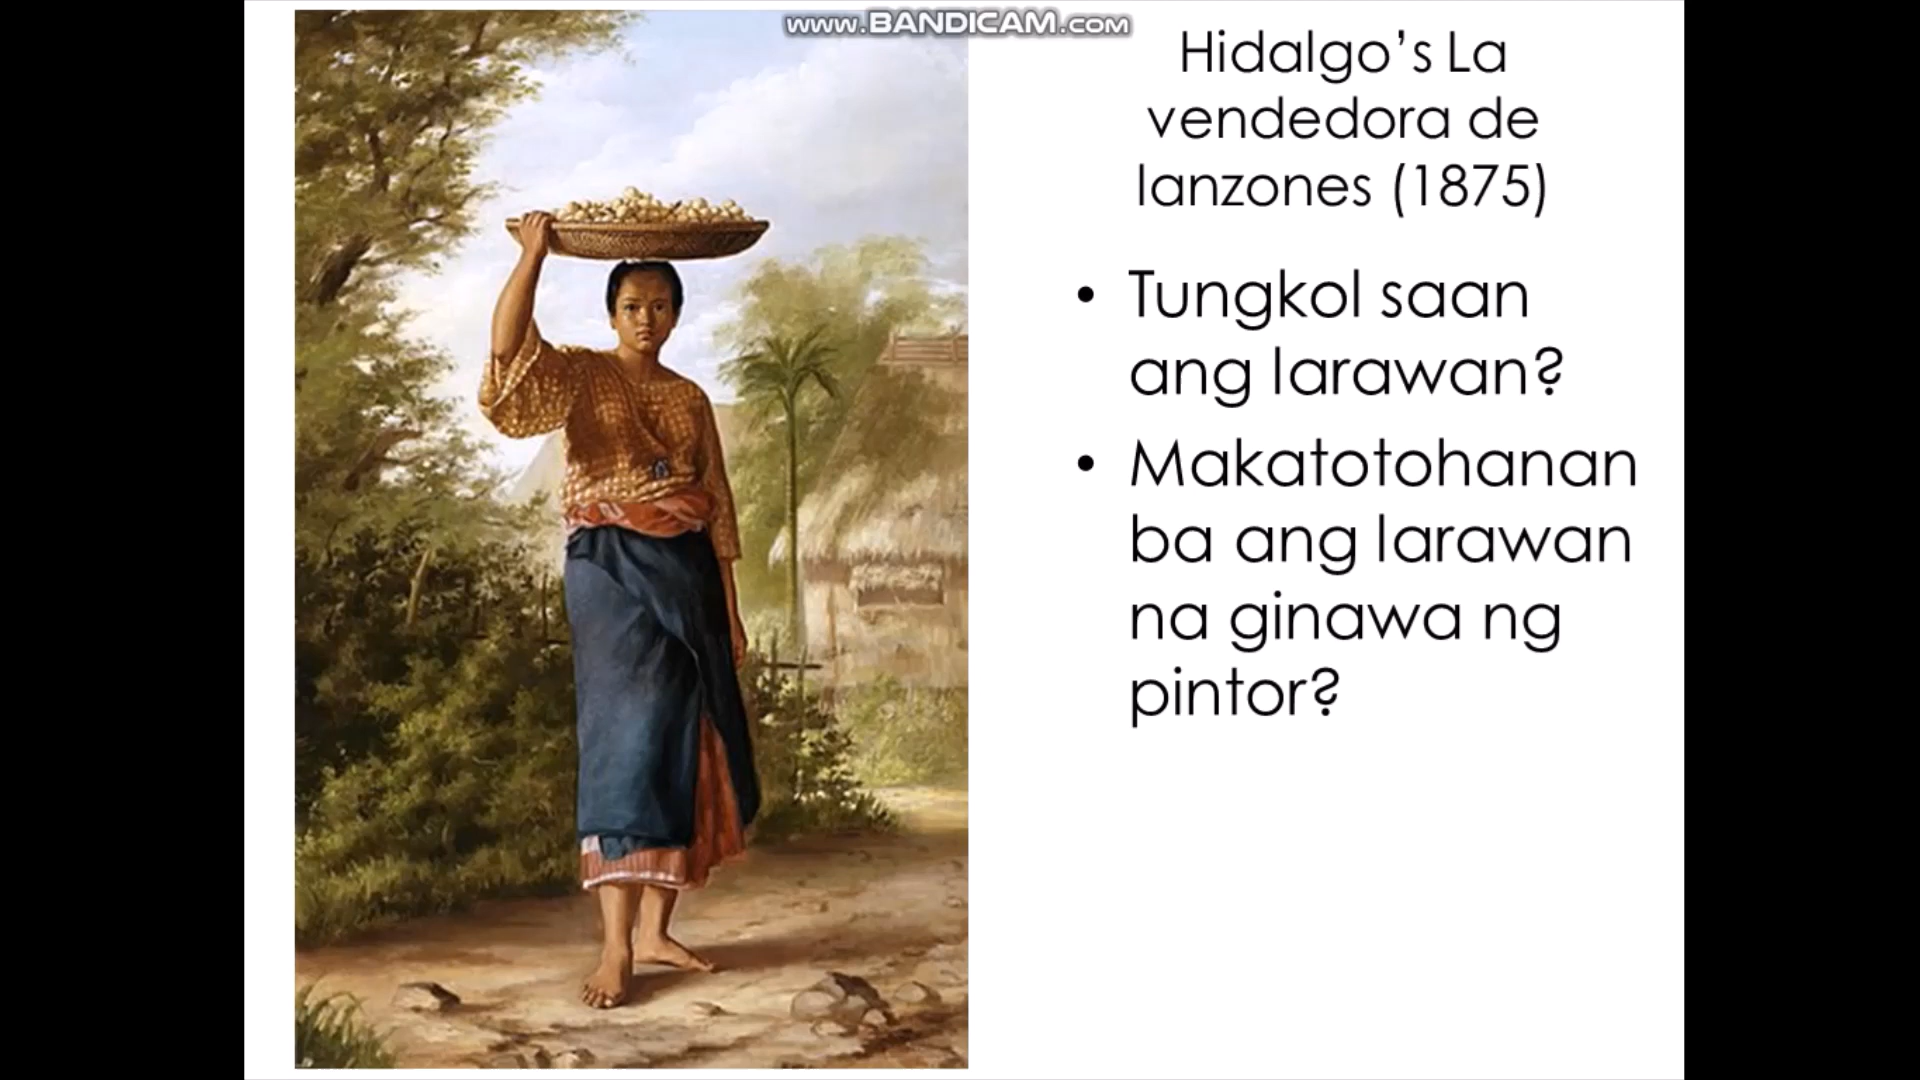 www.BANDICAM.com
Hidalgo’s La
vendedora de
lanzones (1875)
• Tungkol saan
ang larawan?
• Makatotohanan
ba ang larawan
na ginawa ng
pintor?